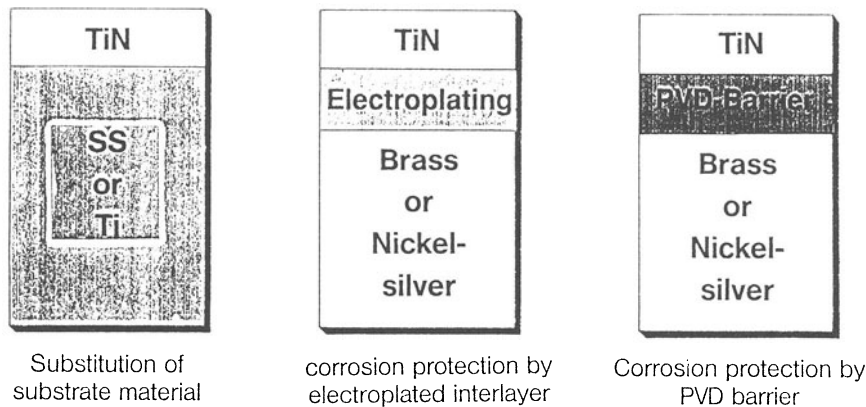 TiN
SS
or
Ti
Substitution of
substrate material
TiN
Electroplating
Brass
or
Nickel-
silver
corrosion protection by
electroplated interlayer
TiN
PVD-Barrier
Brass
or
Nickel-
silver
Corrosion protection by
PVD barrier